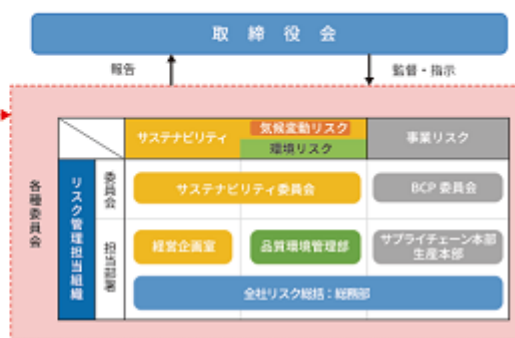 取締役会
報告
監督・指示
各種委員会
リスク管理担当組織
サステナビリティ
気候変動リスク
環境リスク
事業リスク
委員会
サステナビリティ委員会
BCP 委員会
担当部署
経営企画室
品質環境管理部
サプライチェーン本部
生産本部
全社リスク総括：総務部